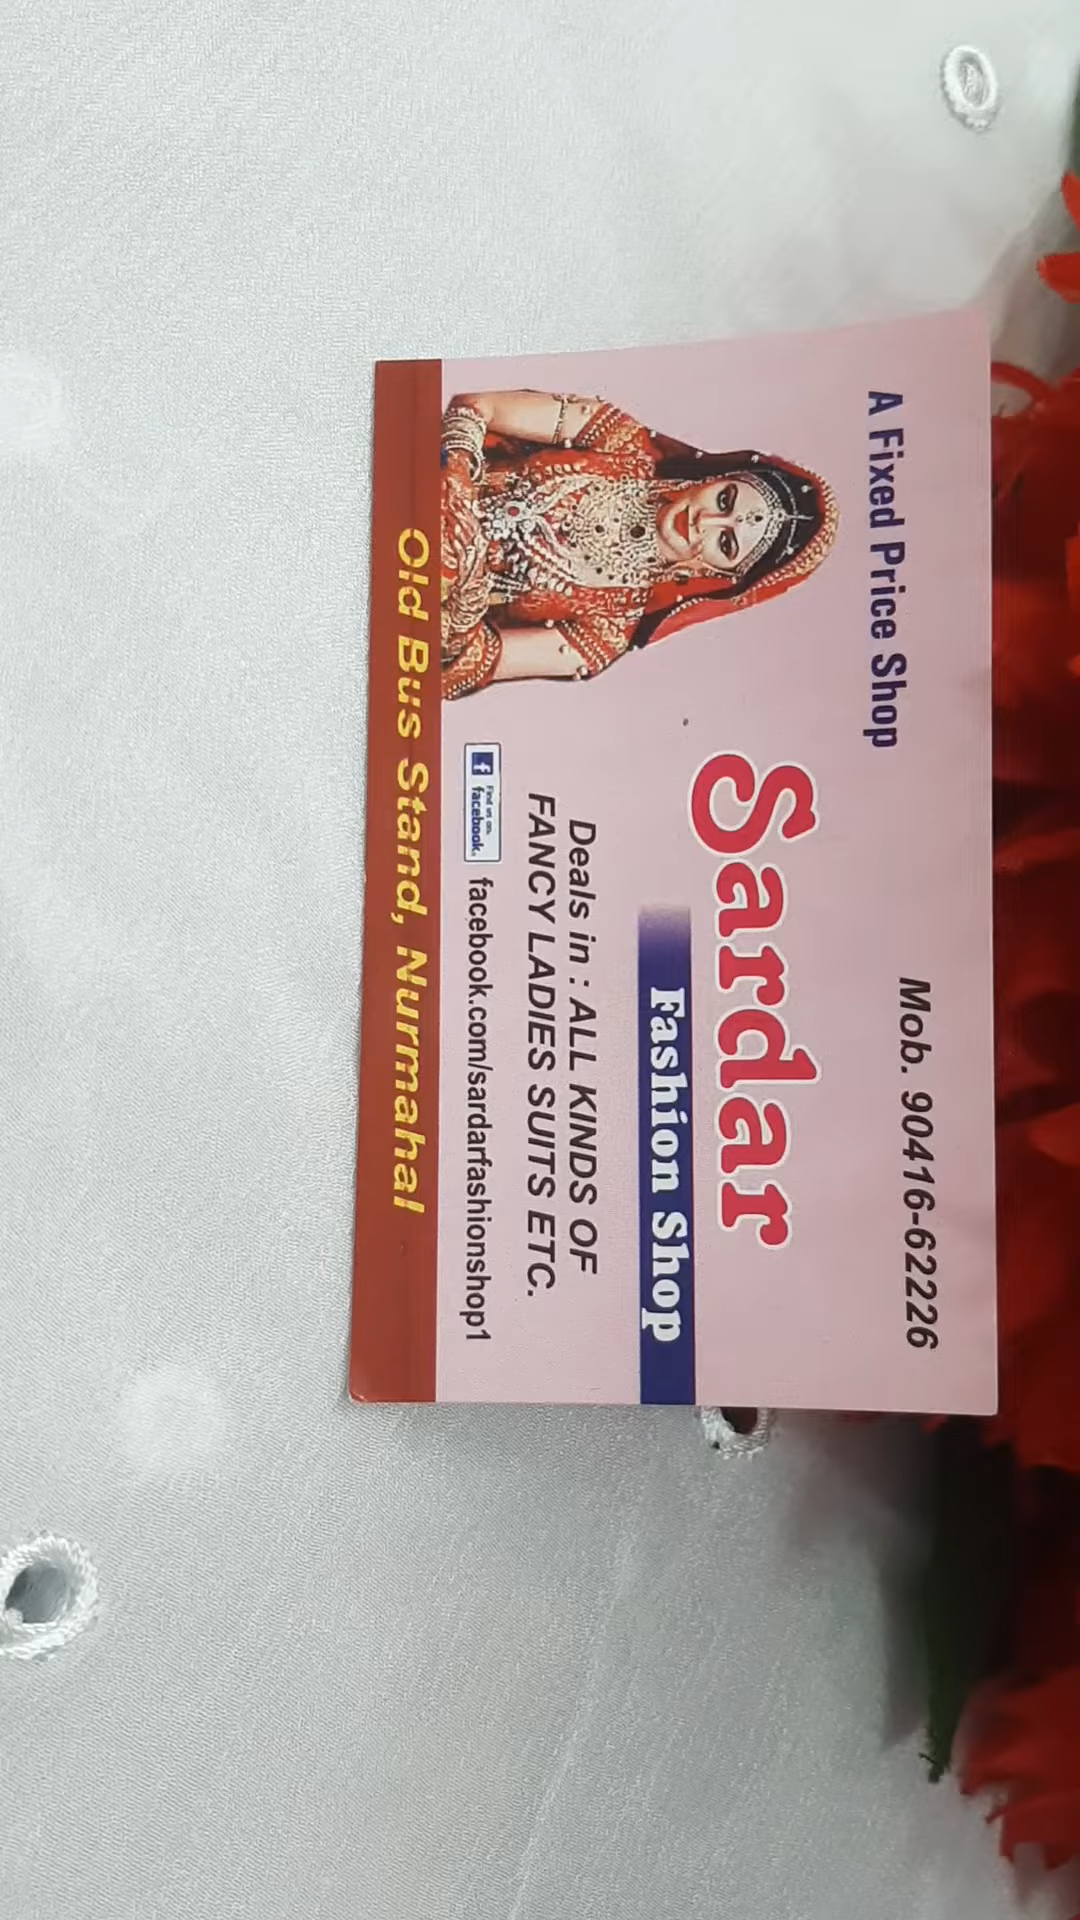 A Fixed Price Shop
Mob. 90416-62226
Sardar
Fashion Shop
Deals in : ALL KINDS OF
FANCY LADIES SUITS ETC.
Find us on
facebook.
facebook.com/sardarfashionshop1
Old Bus Stand, Nurmahal